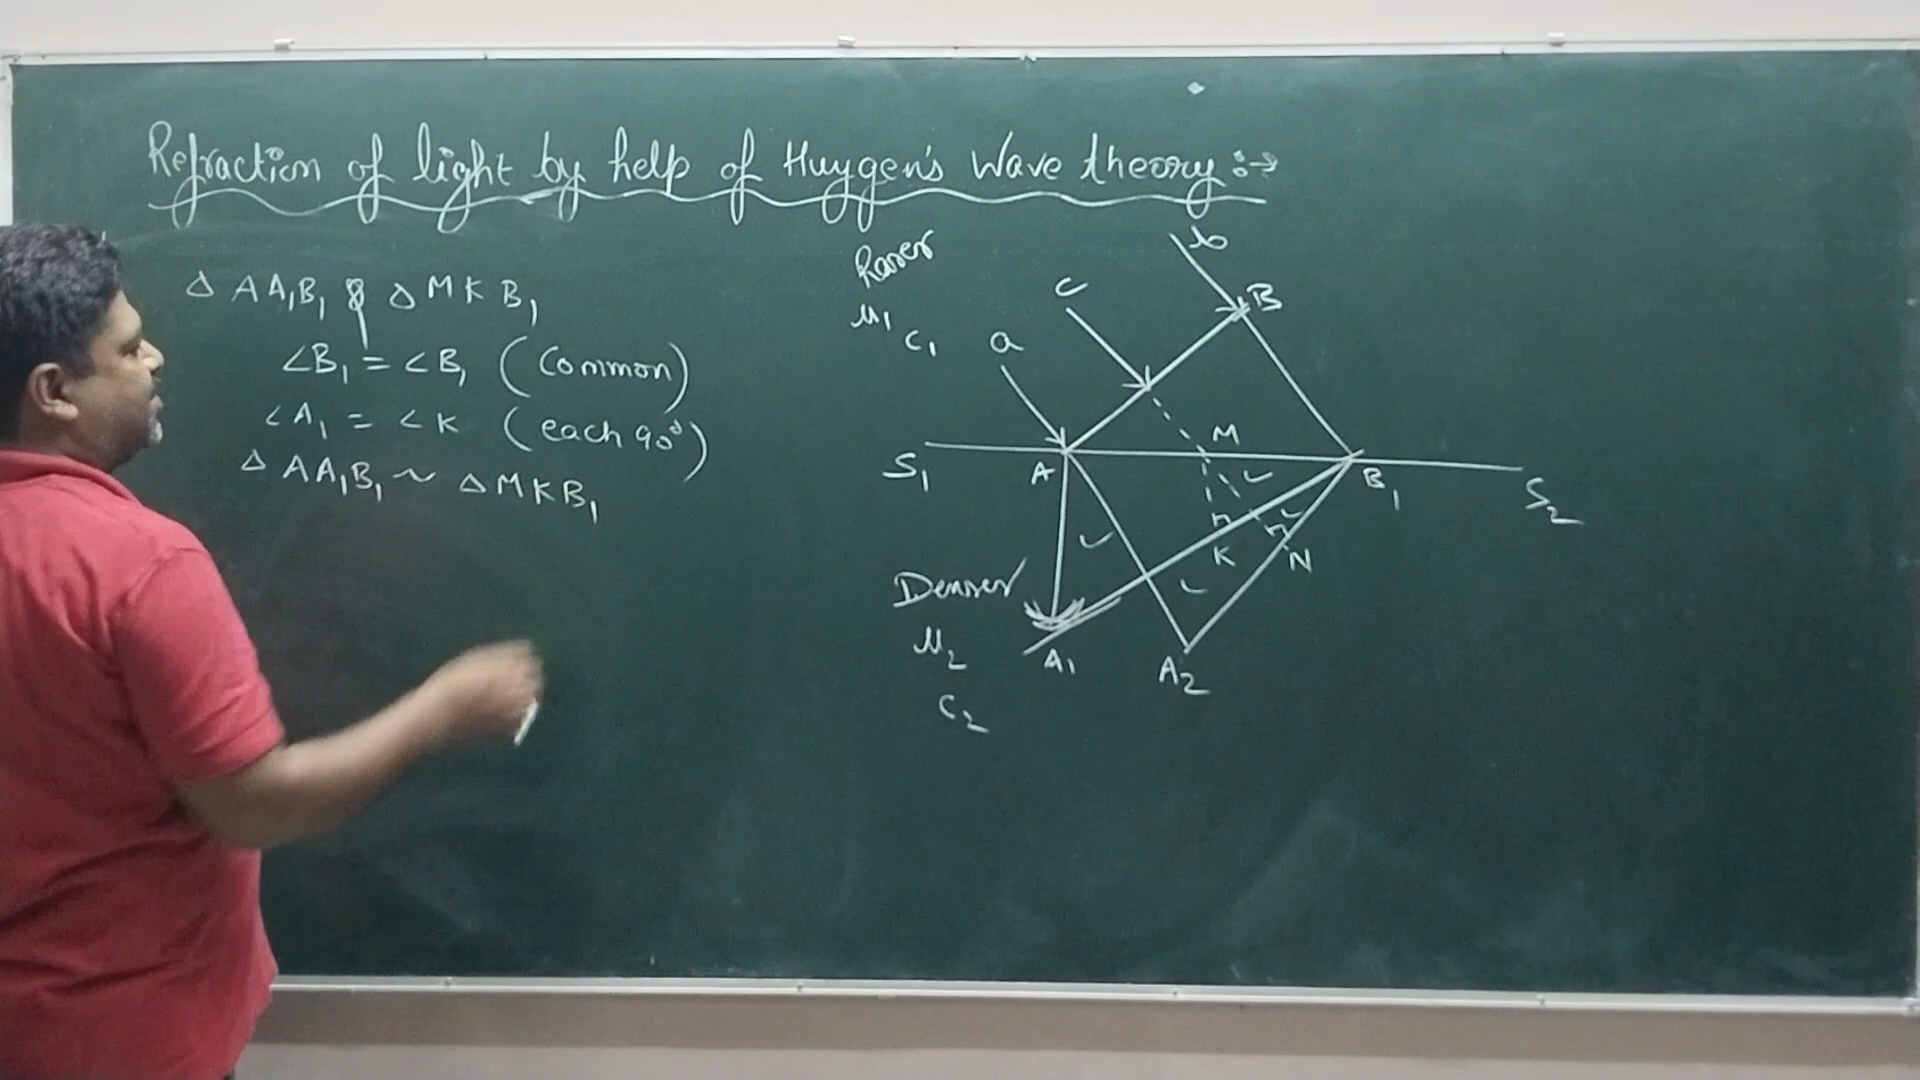 Refraction of light by help of Huygen's Wave theory :→
Δ AA₁B₁ & Δ MKB₁
∠B₁ = ∠B₁ (Common)
∠A₁ = ∠K (each 90°)
Δ AA₁B₁ ~ Δ MKB₁
Rarer
μ₁
c₁
a
c
b
B
S₁
A
M
B₁
S₂
K
N
Denser
μ₂
c₂
A₁
A₂